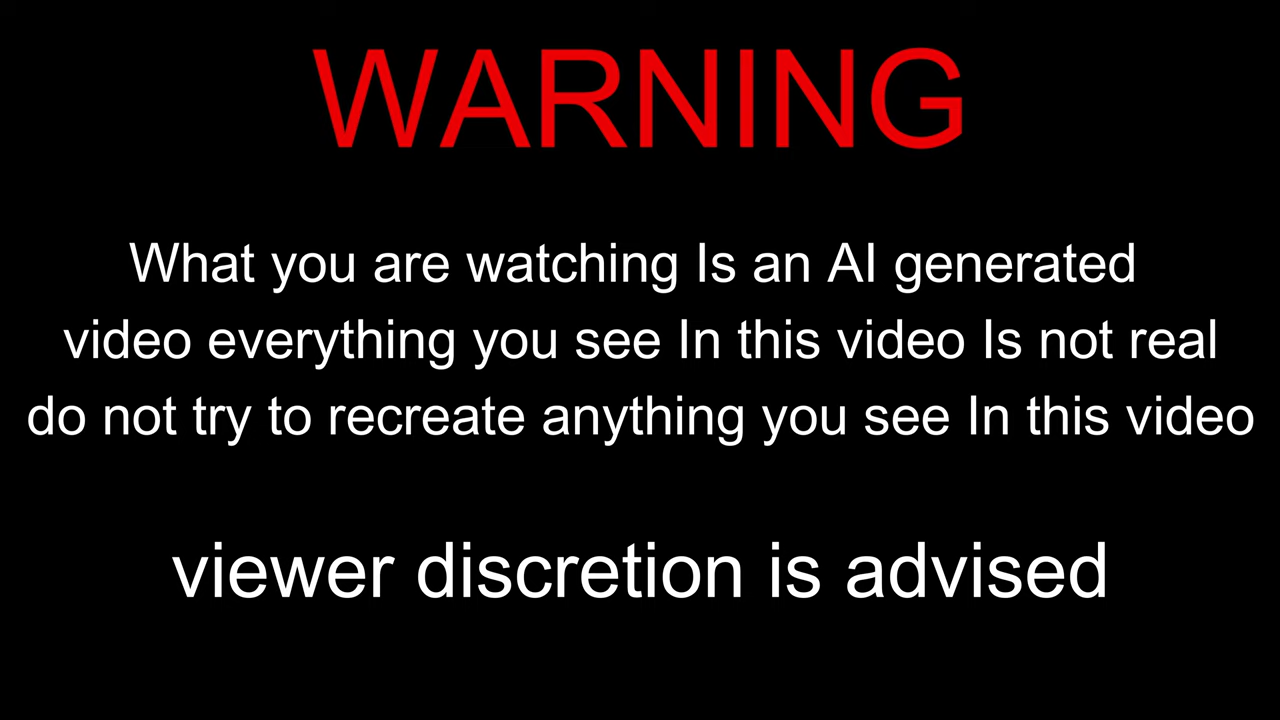 WARNING
What you are watching Is an AI generated
video everything you see In this video Is not real
do not try to recreate anything you see In this video
viewer discretion is advised